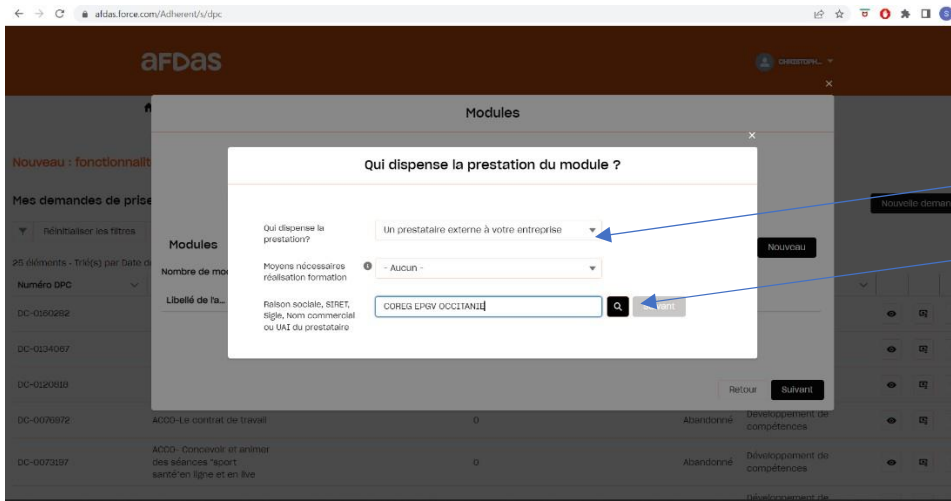 afdas.force.com/Adherent/s/dpc
aFDas
CHRISTOPH...
Modules
Nouveau : fonctionnalit
Qui dispense la prestation du module ?
Mes demandes de prise
Nouvelle deman
Réinitialiser les filtres
Qui dispense la
prestation?
Un prestataire externe à votre entreprise
Modules
Nouveau
25 éléments - Trié(s) par Date d
Nombre de mo
Moyens nécessaires
réalisation formation
- Aucun -
Numéro DPC
Libellé de l'a...
Raison sociale, SIRET,
Sigle, Nom commercial
ou UAI du prestataire
COREG EPGV OCCITANIE
DC-0160292
DC-0134067
DC-0120818
Retour
Suivant
DC-0076972
ACCO-Le contrat de travail
0
Abandonné
Développement de
compétences
DC-0073197
ACCO- Concevoir et animer
des séances "sport
santé"en ligne et en live
0
Abandonné
Développement de
compétences
Développement de